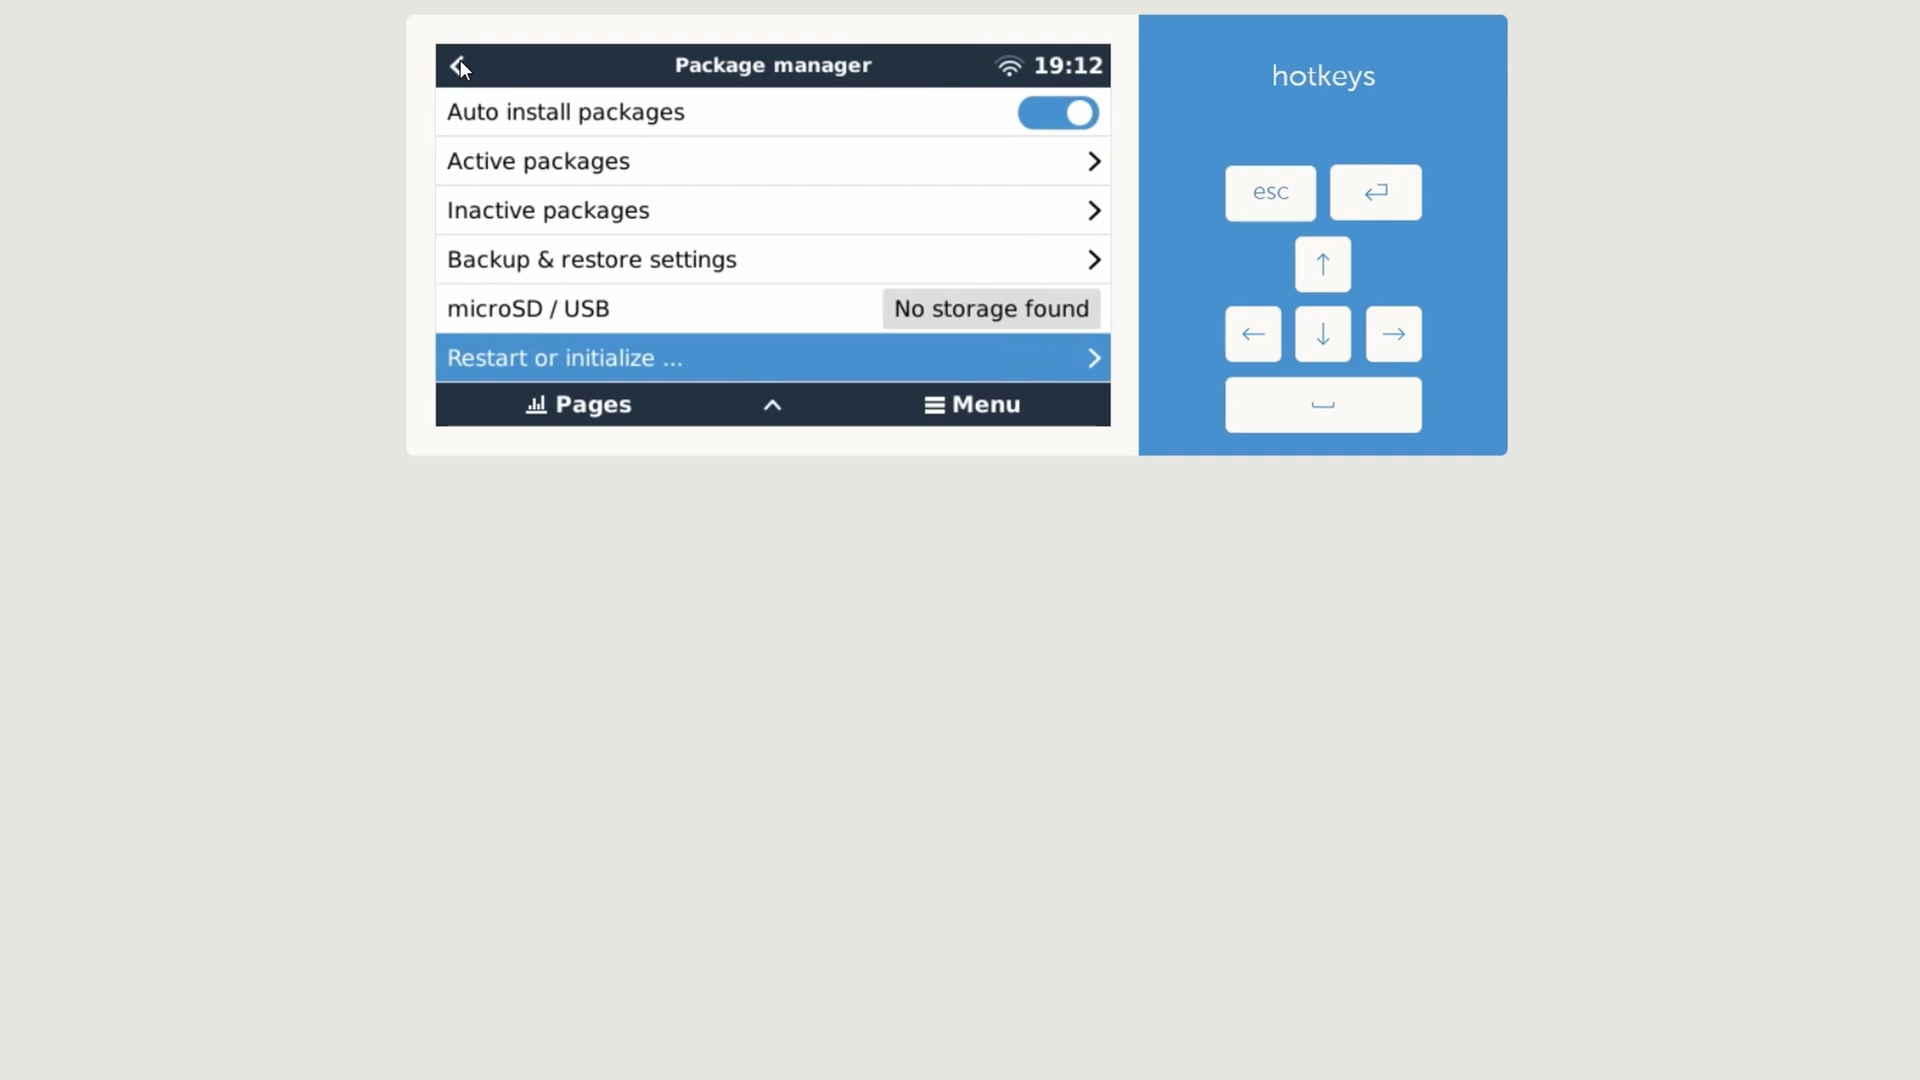 Package manager
19:12
Auto install packages
Active packages
Inactive packages
Backup & restore settings
microSD / USB
No storage found
Restart or initialize ...
Pages
Menu
hotkeys
esc